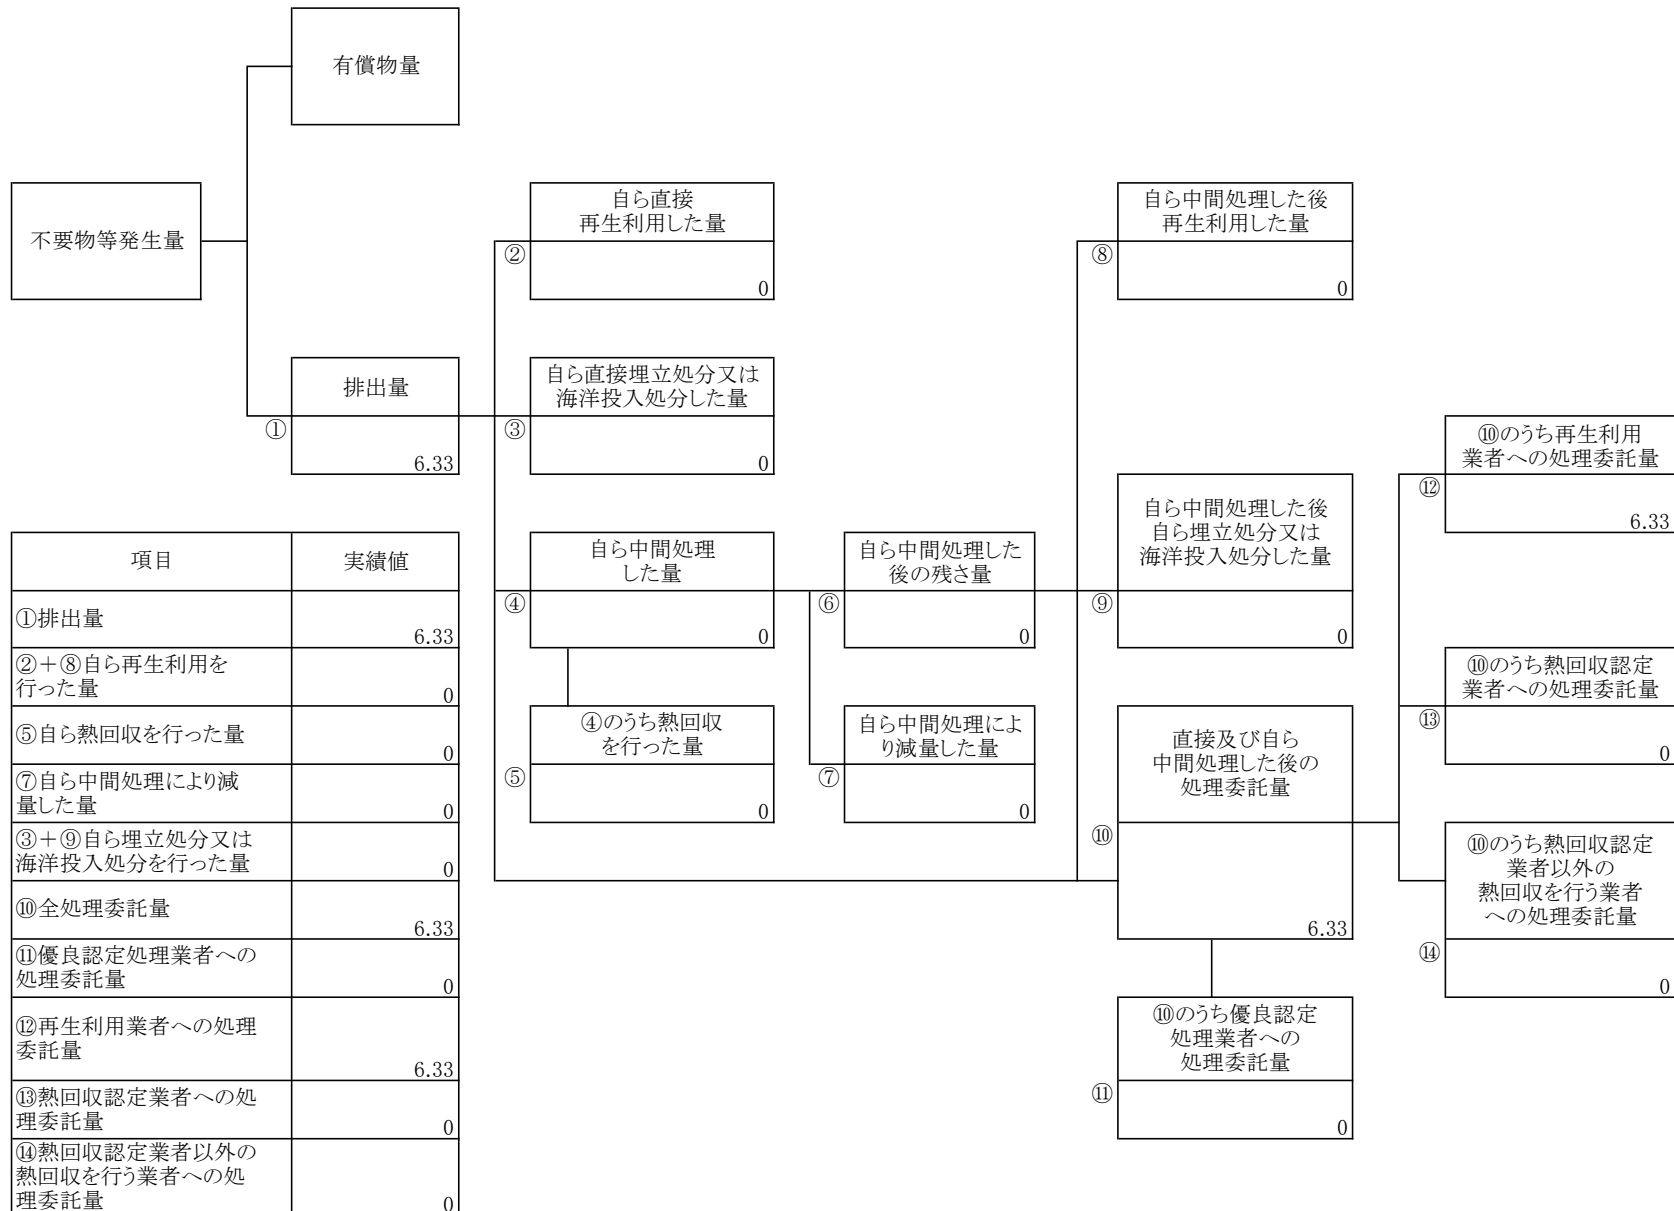 有償物量
不要物等発生量
排出量
①
6.33
自ら直接
再生利用した量
②
0
自ら直接埋立処分又は
海洋投入処分した量
③
0
自ら中間処理
した量
④
0
④のうち熱回収
を行った量
⑤
0
自ら中間処理した
後の残さ量
⑥
0
自ら中間処理によ
り減量した量
⑦
0
自ら中間処理した後
再生利用した量
⑧
0
自ら中間処理した後
自ら埋立処分又は
海洋投入処分した量
⑨
0
直接及び自ら
中間処理した後の
処理委託量
⑩
6.33
⑩のうち優良認定
処理業者への
処理委託量
⑪
0
⑩のうち再生利用
業者への処理委託量
⑫
6.33
⑩のうち熱回収認定
業者への処理委託量
⑬
0
⑩のうち熱回収認定
業者以外の
熱回収を行う業者
への処理委託量
⑭
0
項目 実績値
①排出量
6.33
②＋⑧自ら再生利用を
行った量
0
⑤自ら熱回収を行った量
0
⑦自ら中間処理により減
量した量
0
③＋⑨自ら埋立処分又は
海洋投入処分を行った量
0
⑩全処理委託量
6.33
⑪優良認定処理業者への
処理委託量
0
⑫再生利用業者への処理
委託量
6.33
⑬熱回収認定業者への処
理委託量
0
⑭熱回収認定業者以外の
熱回収を行う業者への処
理委託量
0